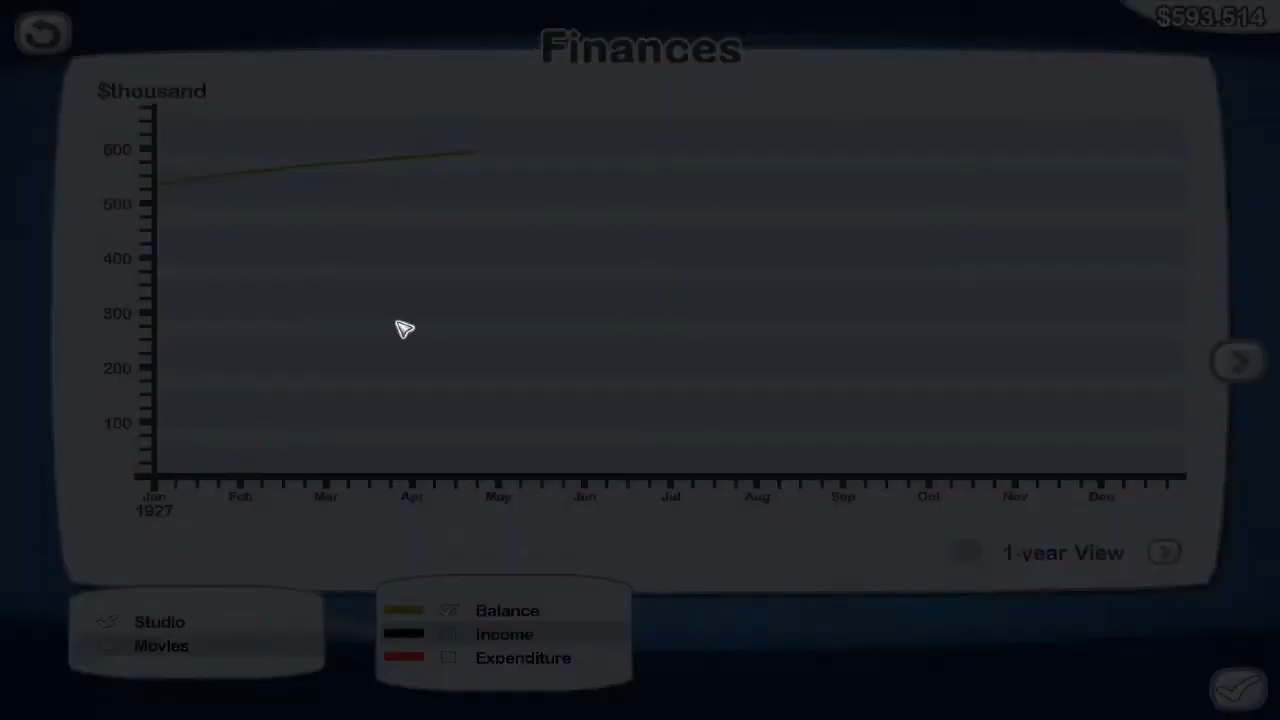 $593.514
Finances
$thousand
600
500
400
300
200
100
Jan Feb Mar Apr May Jun Jul Aug Sep Oct Nov Dec
1927
1-year View
Studio
Movies
Balance
Income
Expenditure